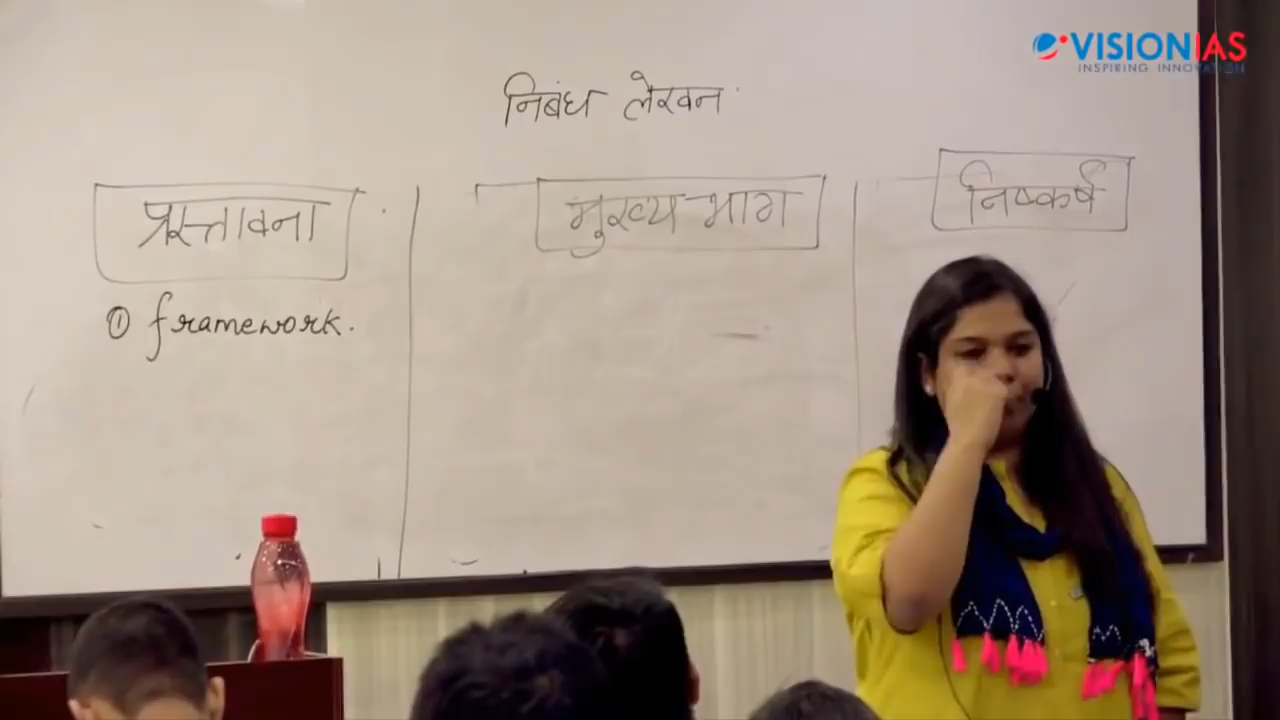 VISIONIAS
INSPIRING INNOVATION
निबंध लेखन
प्रस्तावना
मुख्य-भाग
निष्कर्ष
① framework.